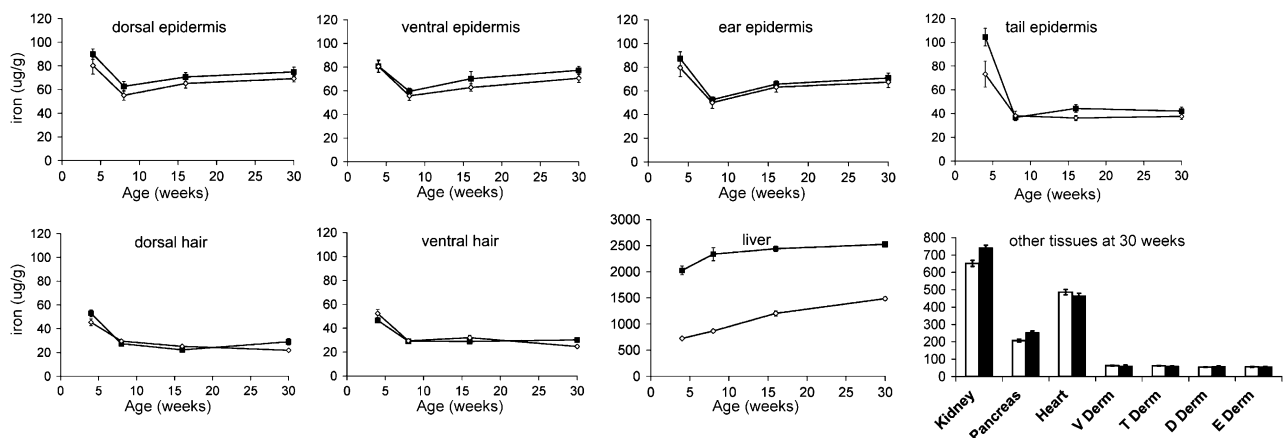 dorsal epidermis
iron (ug/g)
120
100
80
60
40
20
0
0 5 10 15 20 25 30
Age (weeks)
ventral epidermis
120
100
80
60
40
20
0
0 5 10 15 20 25 30
Age (weeks)
ear epidermis
120
100
80
60
40
20
0
0 5 10 15 20 25 30
Age (weeks)
tail epidermis
120
100
80
60
40
20
0
0 5 10 15 20 25 30
Age (weeks)
dorsal hair
iron (ug/g)
120
100
80
60
40
20
0
0 5 10 15 20 25 30
Age (weeks)
ventral hair
120
100
80
60
40
20
0
0 5 10 15 20 25 30
Age (weeks)
liver
3000
2500
2000
1500
1000
500
0
0 5 10 15 20 25 30
Age (weeks)
other tissues at 30 weeks
800
700
600
500
400
300
200
100
0
Kidney
Pancreas
Heart
V Derm
T Derm
D Derm
E Derm